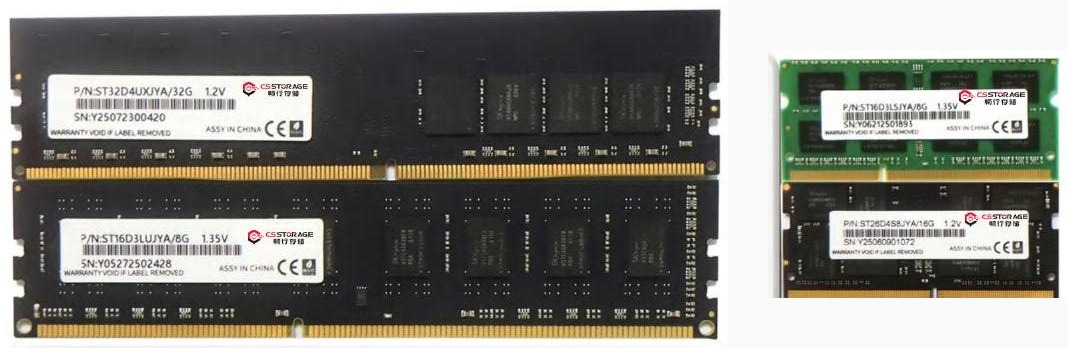 P/N:ST32D4UXJYA/32G 1.2V
CSSTORAGE
畅行存储
SN:Y25072300420
WARRANTY VOID IF LABEL REMOVED
ASSY IN CHINA
P/N:ST16D3LUJYA/8G 1.35V
CSSTORAGE
畅行存储
SN:Y05272502428
WARRANTY VOID IF LABEL REMOVED
ASSY IN CHINA
P/N:ST16D3LSJYA/8G 1.35V
CSSTORAGE
畅行存储
SN:Y06212501893
WARRANTY VOID IF LABEL REMOVED
ASSY IN CHINA
P/N:ST26D4S8JYA/16G 1.2V
CSSTORAGE
畅行存储
SN:Y25060901072
WARRANTY VOID IF LABEL REMOVED
ASSY IN CHINA